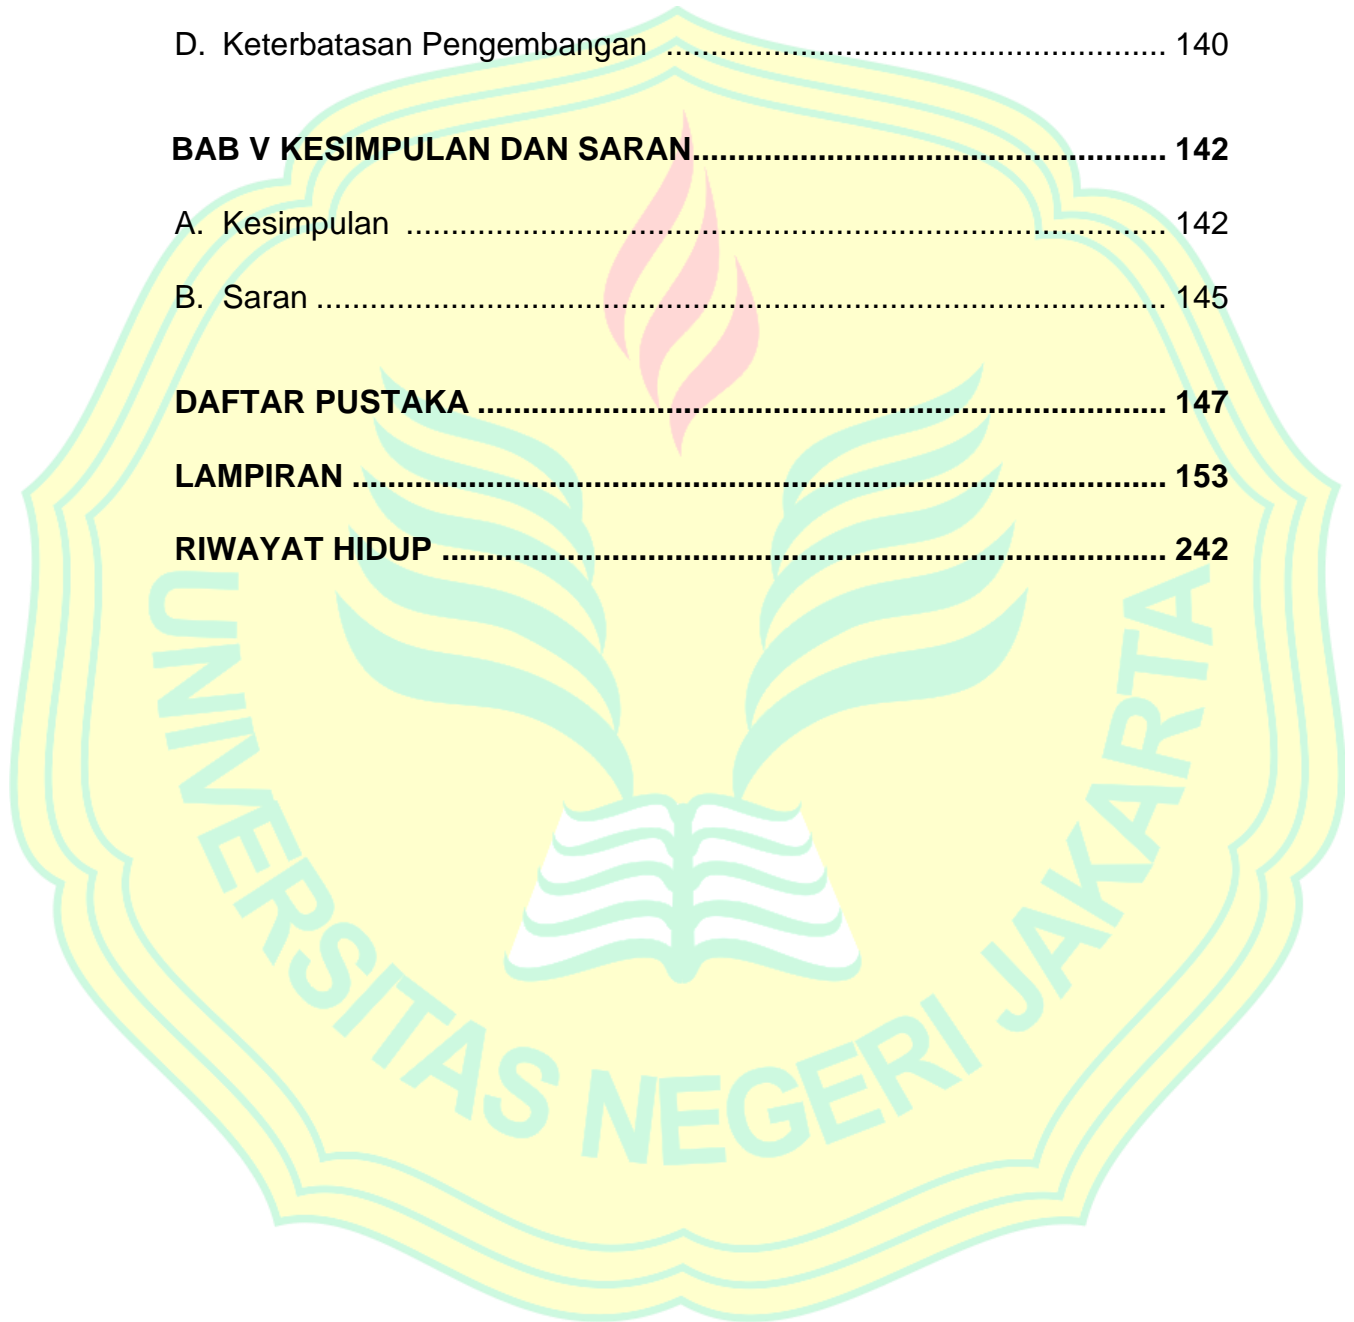 D. Keterbatasan Pengembangan ........................................................ 140
BAB V KESIMPULAN DAN SARAN..................................................... 142
A. Kesimpulan ..................................................................................... 142
B. Saran ............................................................................................... 145
DAFTAR PUSTAKA ............................................................................. 147
LAMPIRAN ........................................................................................... 153
RIWAYAT HIDUP ................................................................................. 242
UNIVERSITAS NEGERI JAKARTA